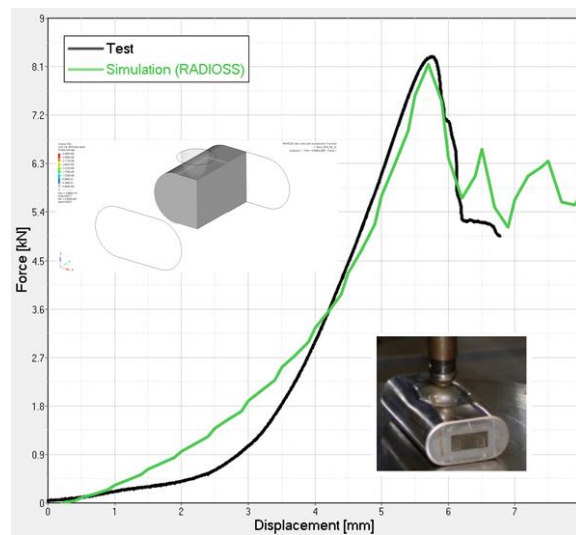 9
Test
Simulation (RADIOSS)
8.1
7.2
6.3
5.4
4.5
3.6
2.7
1.8
0.9
0
Force [kN]
0 1 2 3 4 5 6 7
Displacement [mm]